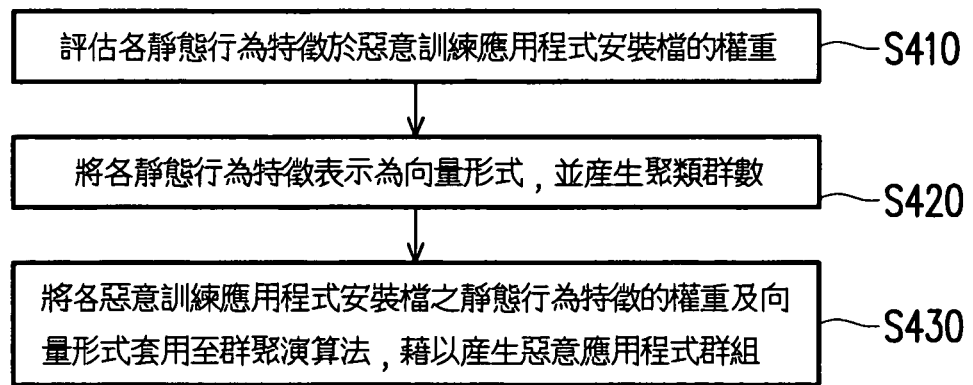 評估各靜態行為特徵於惡意訓練應用程式安裝檔的權重
S410
將各靜態行為特徵表示為向量形式，並產生聚類群數
S420
將各惡意訓練應用程式安裝檔之靜態行為特徵的權重及向
量形式套用至群聚演算法，藉以產生惡意應用程式群組
S430